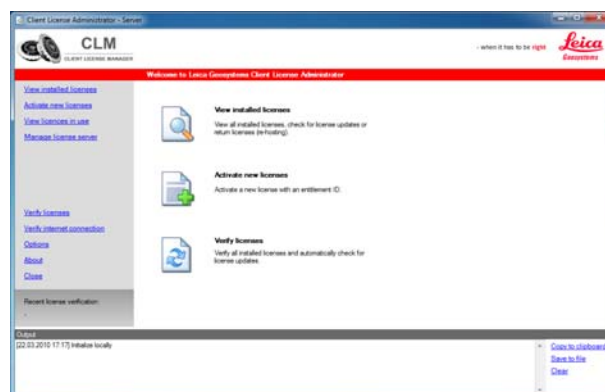 Client License Administrator - Server
CLM
CLIENT LICENSE MANAGER
- when it has to be right
Leica
Geosystems
Welcome to Leica Geosystems Client License Administrator
View installed licenses
Activate new licenses
View licences in use
Manage license server
Verify licenses
Verify internet connection
Options
About
Close
Recent license verification:
-
View installed licenses
View all installed licenses, check for license updates or
return licenses (re-hosting).
Activate new licenses
Activate a new license with an entitlement ID.
Verify licenses
Verify all installed licenses and automatically check for
license updates.
Output
[22.03.2010 17:17] Initialize locally
Copy to clipboard
Save to file
Clear